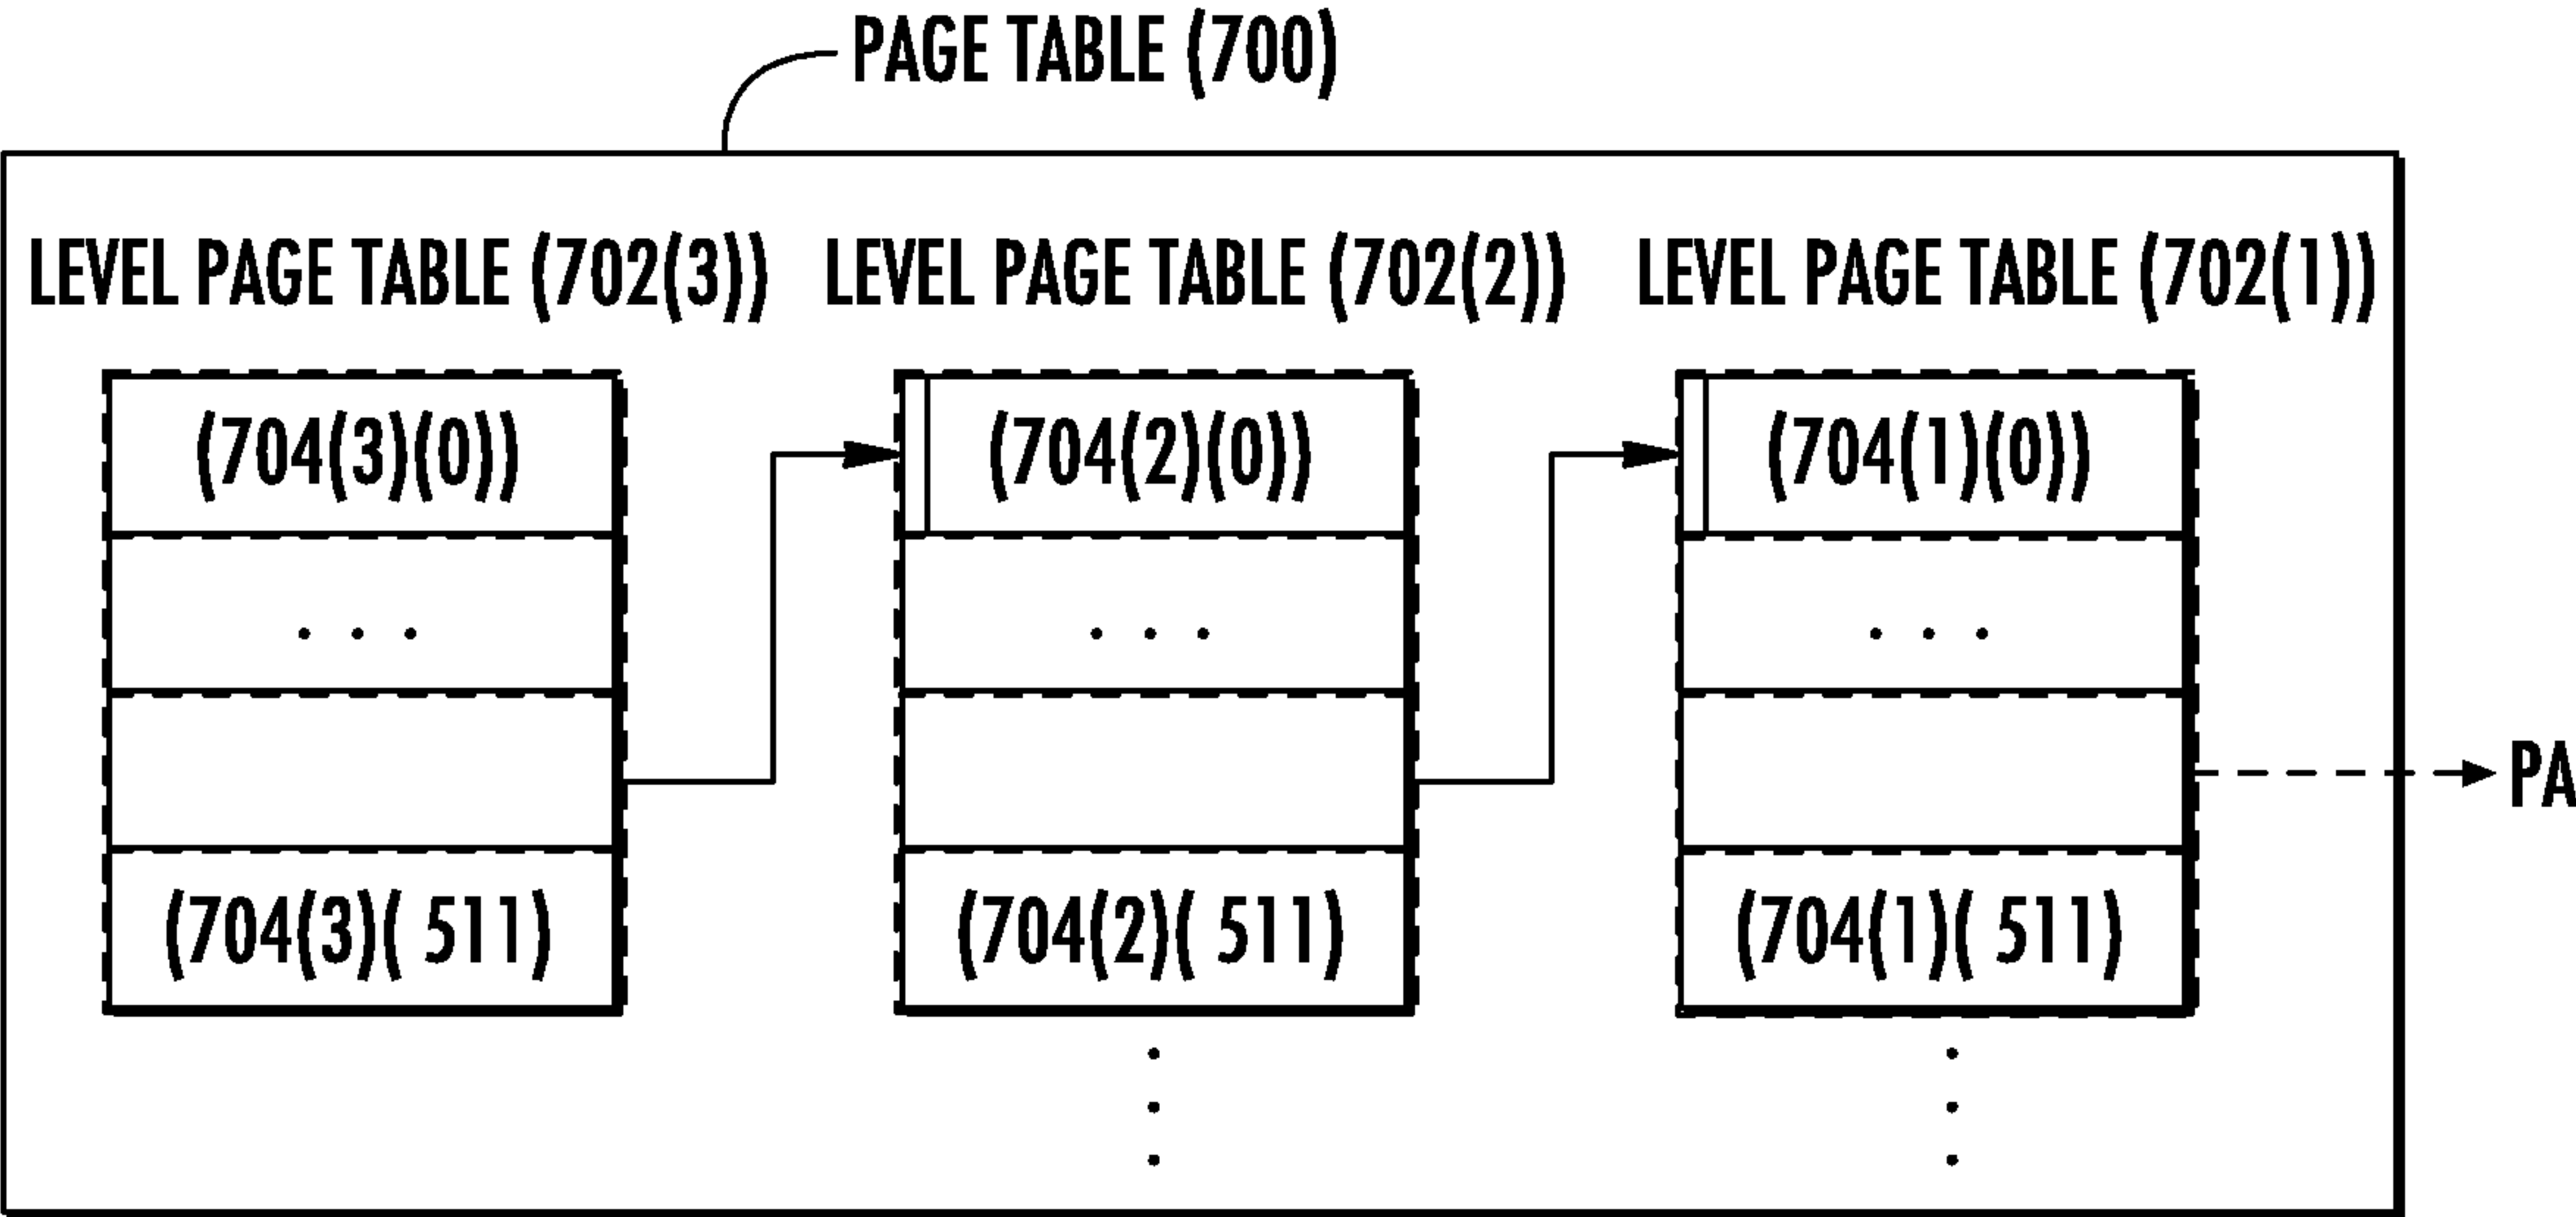 PAGE TABLE (700)
LEVEL PAGE TABLE (702(3)) LEVEL PAGE TABLE (702(2)) LEVEL PAGE TABLE (702(1))
(704(3)(0)) (704(2)(0)) (704(1)(0))
. . . . . . . . .
PA
(704(3)( 511) (704(2)( 511) (704(1)( 511)